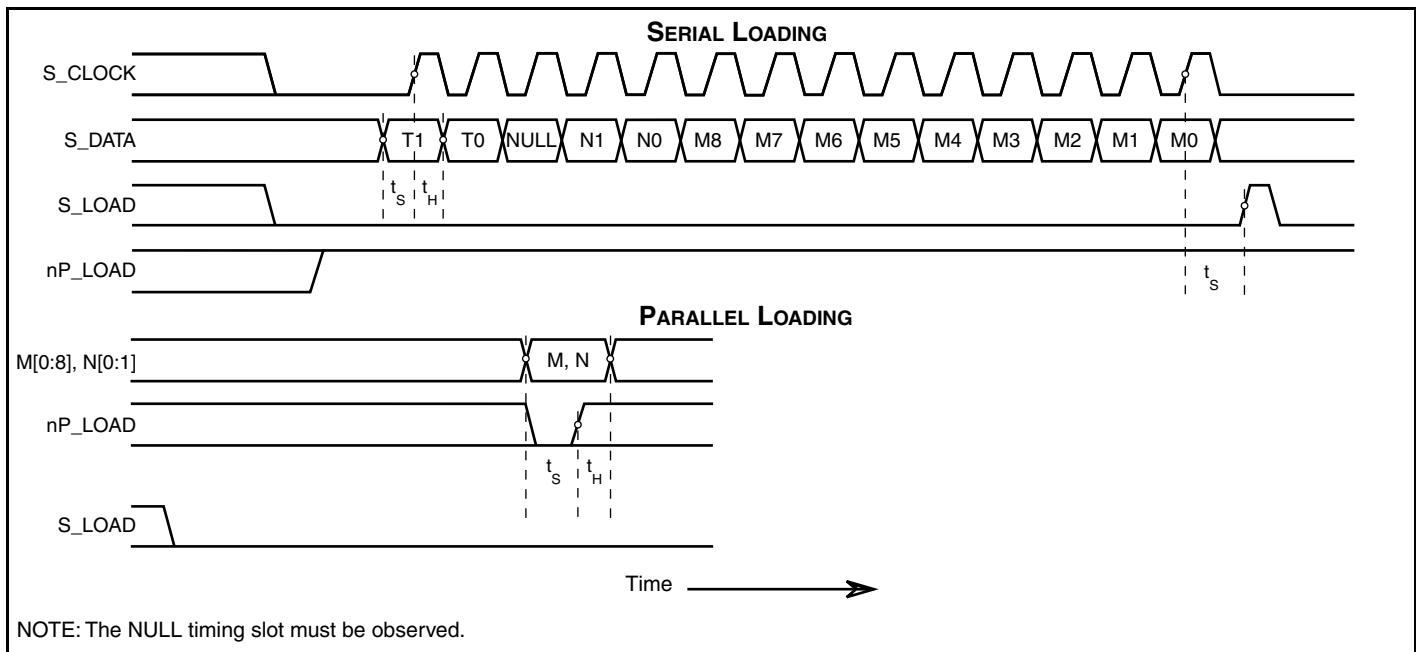 SERIAL LOADING
S_CLOCK
S_DATA T1 T0 NULL N1 N0 M8 M7 M6 M5 M4 M3 M2 M1 M0
tS tH
S_LOAD
nP_LOAD
tS
PARALLEL LOADING
M[0:8], N[0:1] M, N
nP_LOAD
tS tH
S_LOAD
Time
NOTE: The NULL timing slot must be observed.